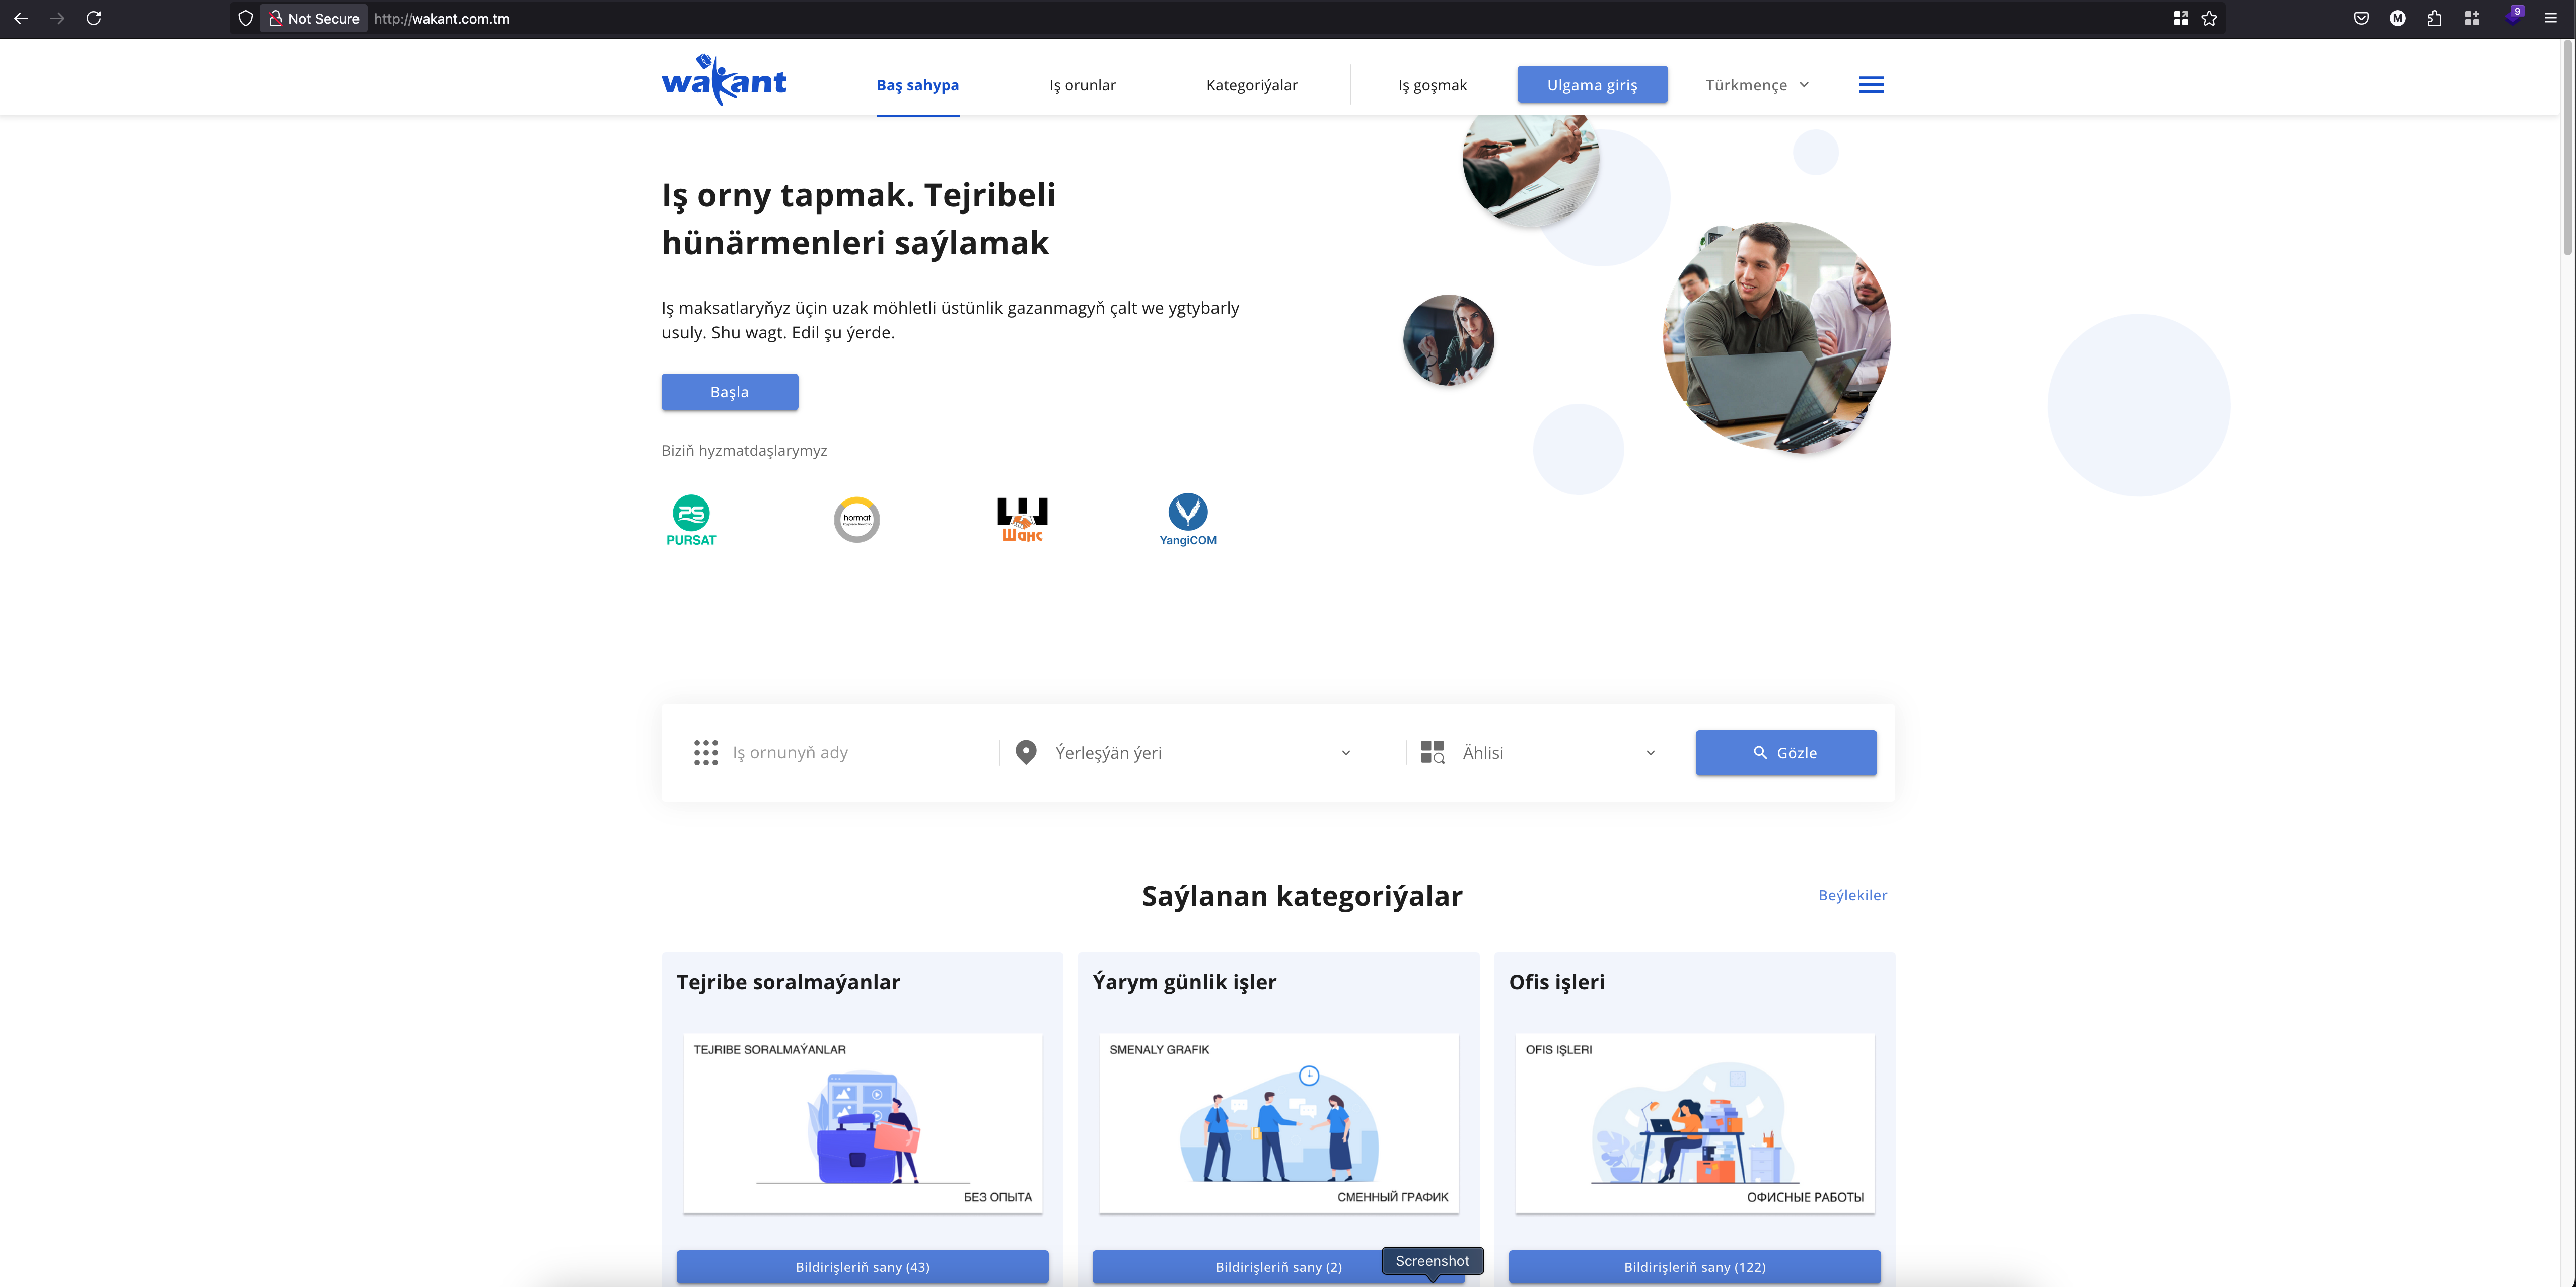 Not Secure
http://wakant.com.tm
M
9
wakant
Baş sahypa
Iş orunlar
Kategoriýalar
Iş goşmak
Ulgama giriş
Türkmençe
Iş orny tapmak. Tejribeli
hünärmenleri saýlamak
Iş maksatlaryňyz üçin uzak möhletli üstünlik gazanmagyň çalt we ygtybarly
usuly. Shu wagt. Edil şu ýerde.
Başla
Biziň hyzmatdaşlarymyz
PS
PURSAT
hormat
Шанс
YangiCOM
Iş ornunyň ady
Ýerleşýän ýeri
Ählisi
Gözle
Saýlanan kategoriýalar
Beýlekiler
Tejribe soralmaýanlar
TEJRIBE SORALMAÝANLAR
БЕЗ ОПЫТА
Bildirişleriň sany (43)
Ýarym günlik işler
SMENALY GRAFIK
СМЕННЫЙ ГРАФИК
Bildirişleriň sany (2)
Screenshot
Ofis işleri
OFIS IŞLERI
ОФИСНЫЕ РАБОТЫ
Bildirişleriň sany (122)